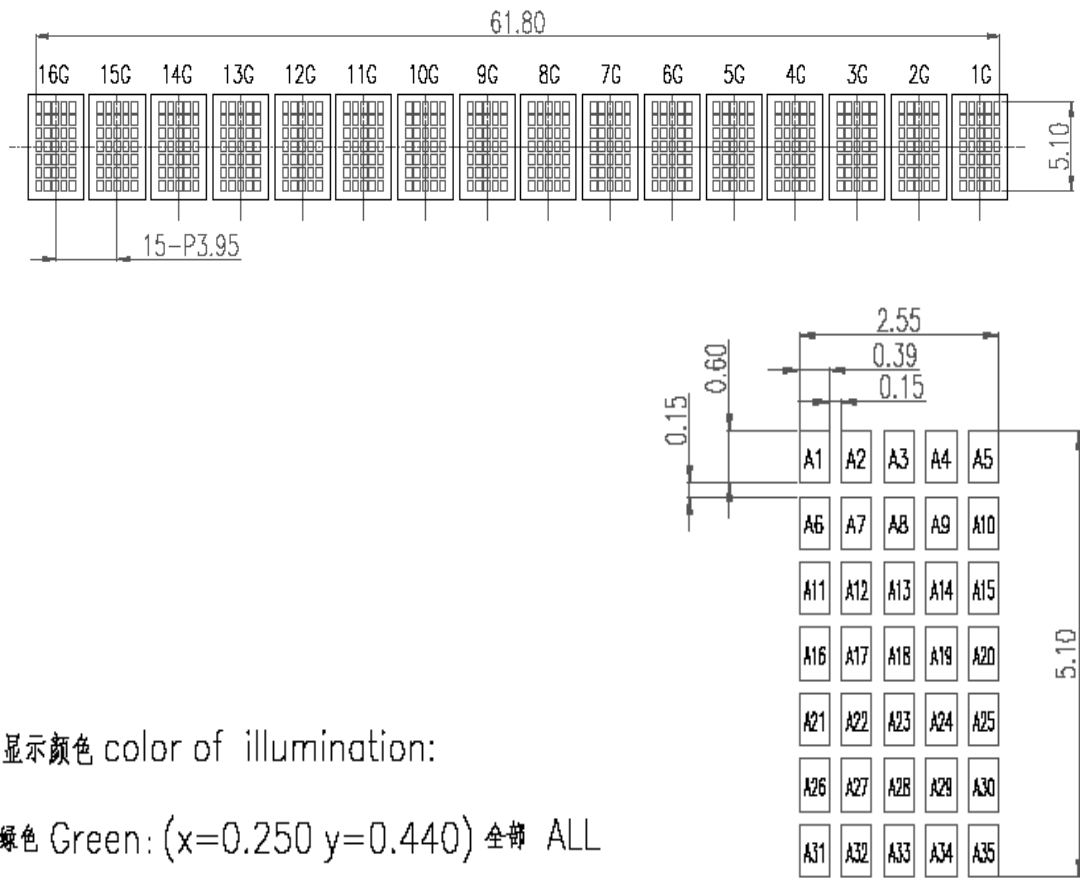 61.80
16G 15G 14G 13G 12G 11G 10G 9G 8G 7G 6G 5G 4G 3G 2G 1G
5.10
15-P3.95
2.55
0.60
0.39
0.15
0.15
A1 A2 A3 A4 A5
A6 A7 A8 A9 A10
A11 A12 A13 A14 A15
A16 A17 A18 A19 A20
5.10
A21 A22 A23 A24 A25
A26 A27 A28 A29 A30
A31 A32 A33 A34 A35
显示颜色 color of illumination:
绿色 Green: (x=0.250 y=0.440) 全部 ALL